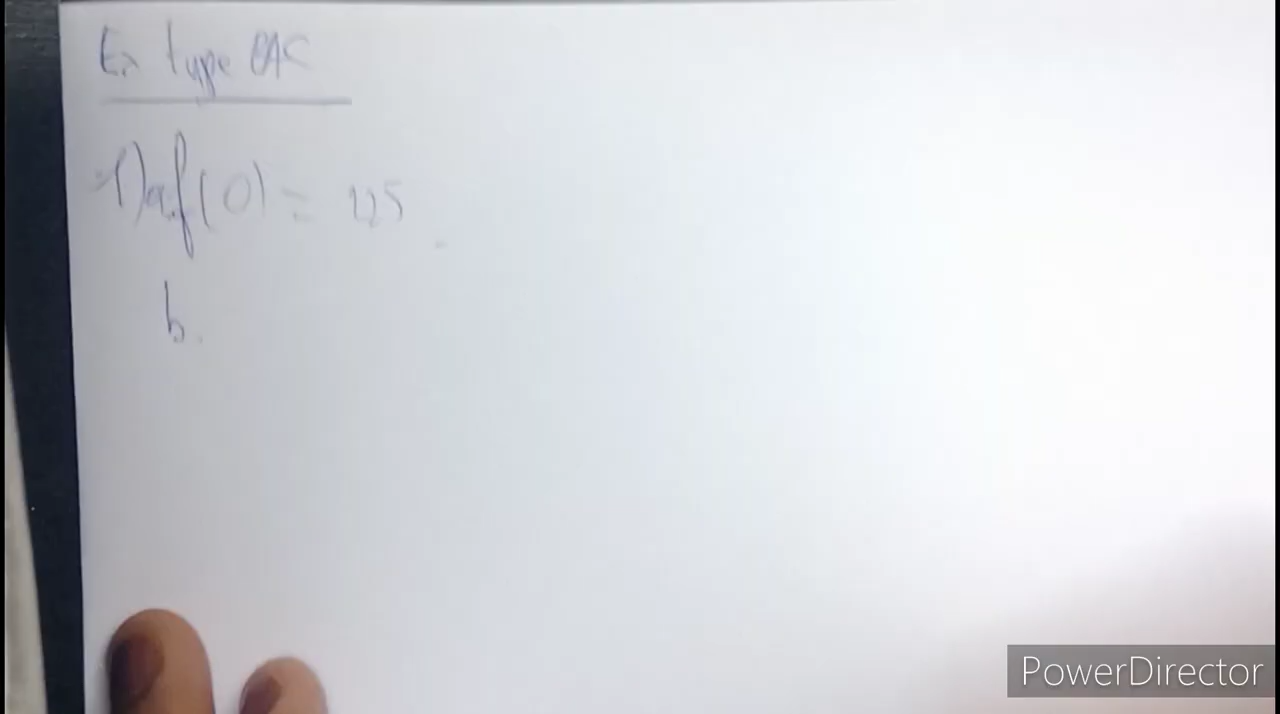 Ex type BAC
1) a. f(0) = 125
b.
PowerDirector